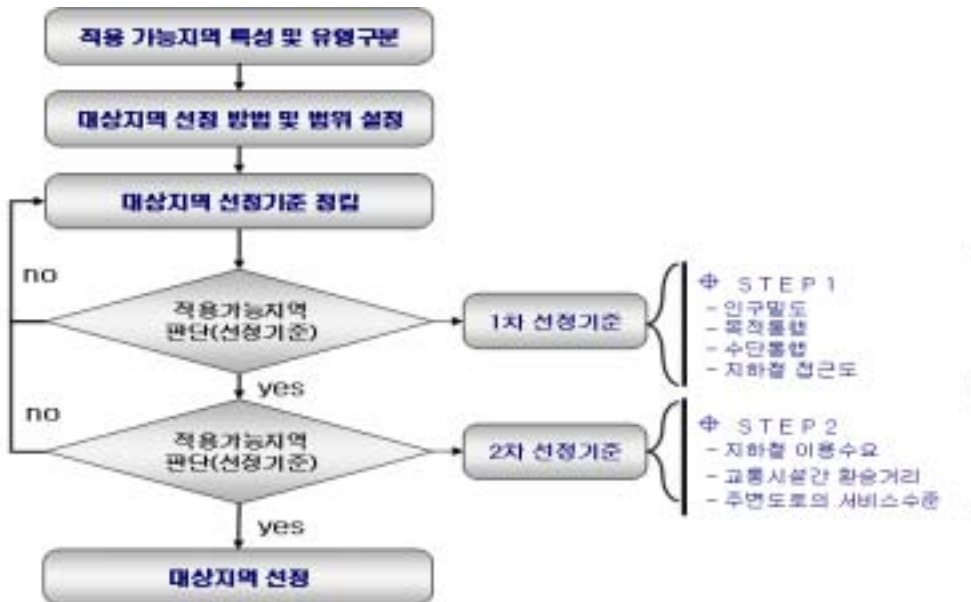 적용 가능지역 특성 및 유형구분
대상지역 선정 방법 및 범위 설정
대상지역 선정기준 정립
no
적용가능지역
판단(선정기준)
1차 선정기준
STEP1
- 인구밀도
- 목적통행
- 수단통행
- 지하철 접근도
yes
no
적용가능지역
판단(선정기준)
2차 선정기준
STEP2
- 지하철 이용수요
- 교통시설간 환승거리
- 주변도로의 서비스수준
yes
대상지역 선정